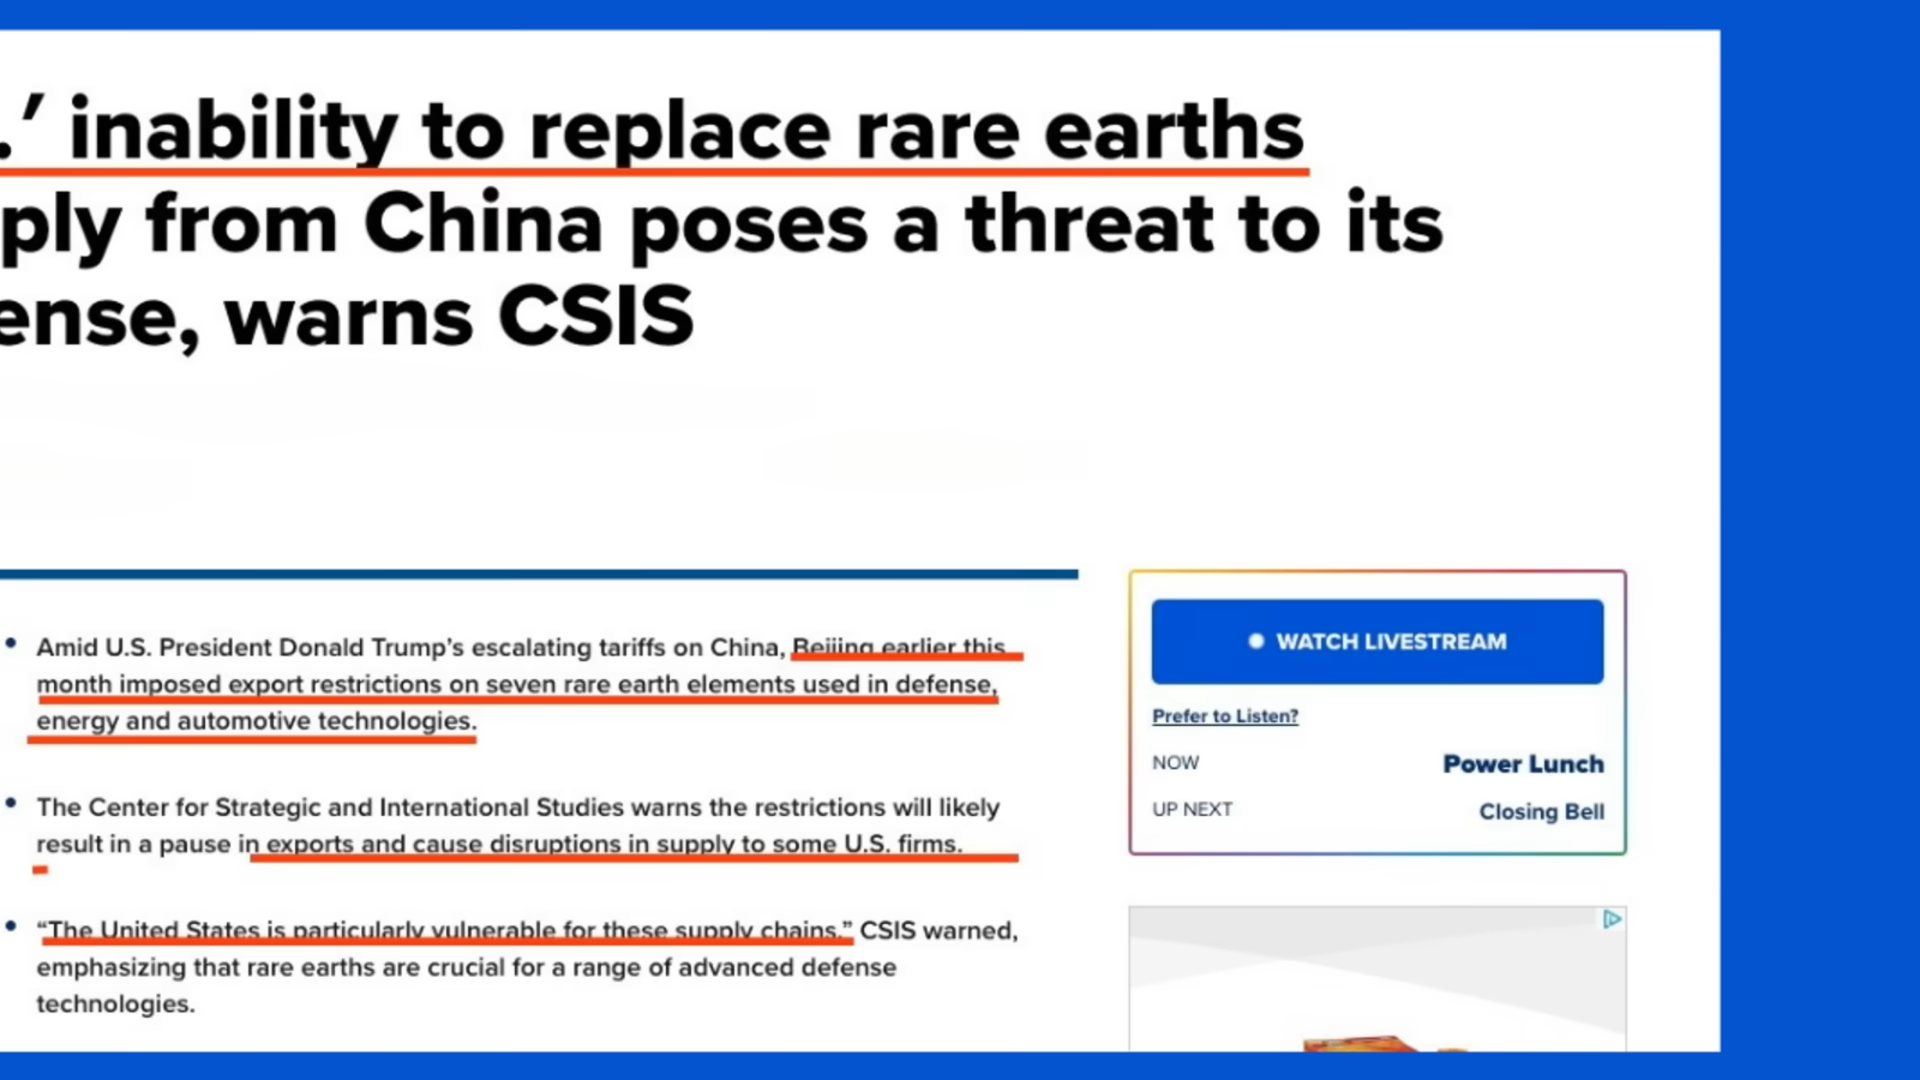 .’ inability to replace rare earths
ply from China poses a threat to its
ense, warns CSIS
Amid U.S. President Donald Trump’s escalating tariffs on China, Beijing earlier this
month imposed export restrictions on seven rare earth elements used in defense,
energy and automotive technologies.
The Center for Strategic and International Studies warns the restrictions will likely
result in a pause in exports and cause disruptions in supply to some U.S. firms.
“The United States is particularly vulnerable for these supply chains,” CSIS warned,
emphasizing that rare earths are crucial for a range of advanced defense
technologies.
WATCH LIVESTREAM
Prefer to Listen?
NOW Power Lunch
UP NEXT Closing Bell